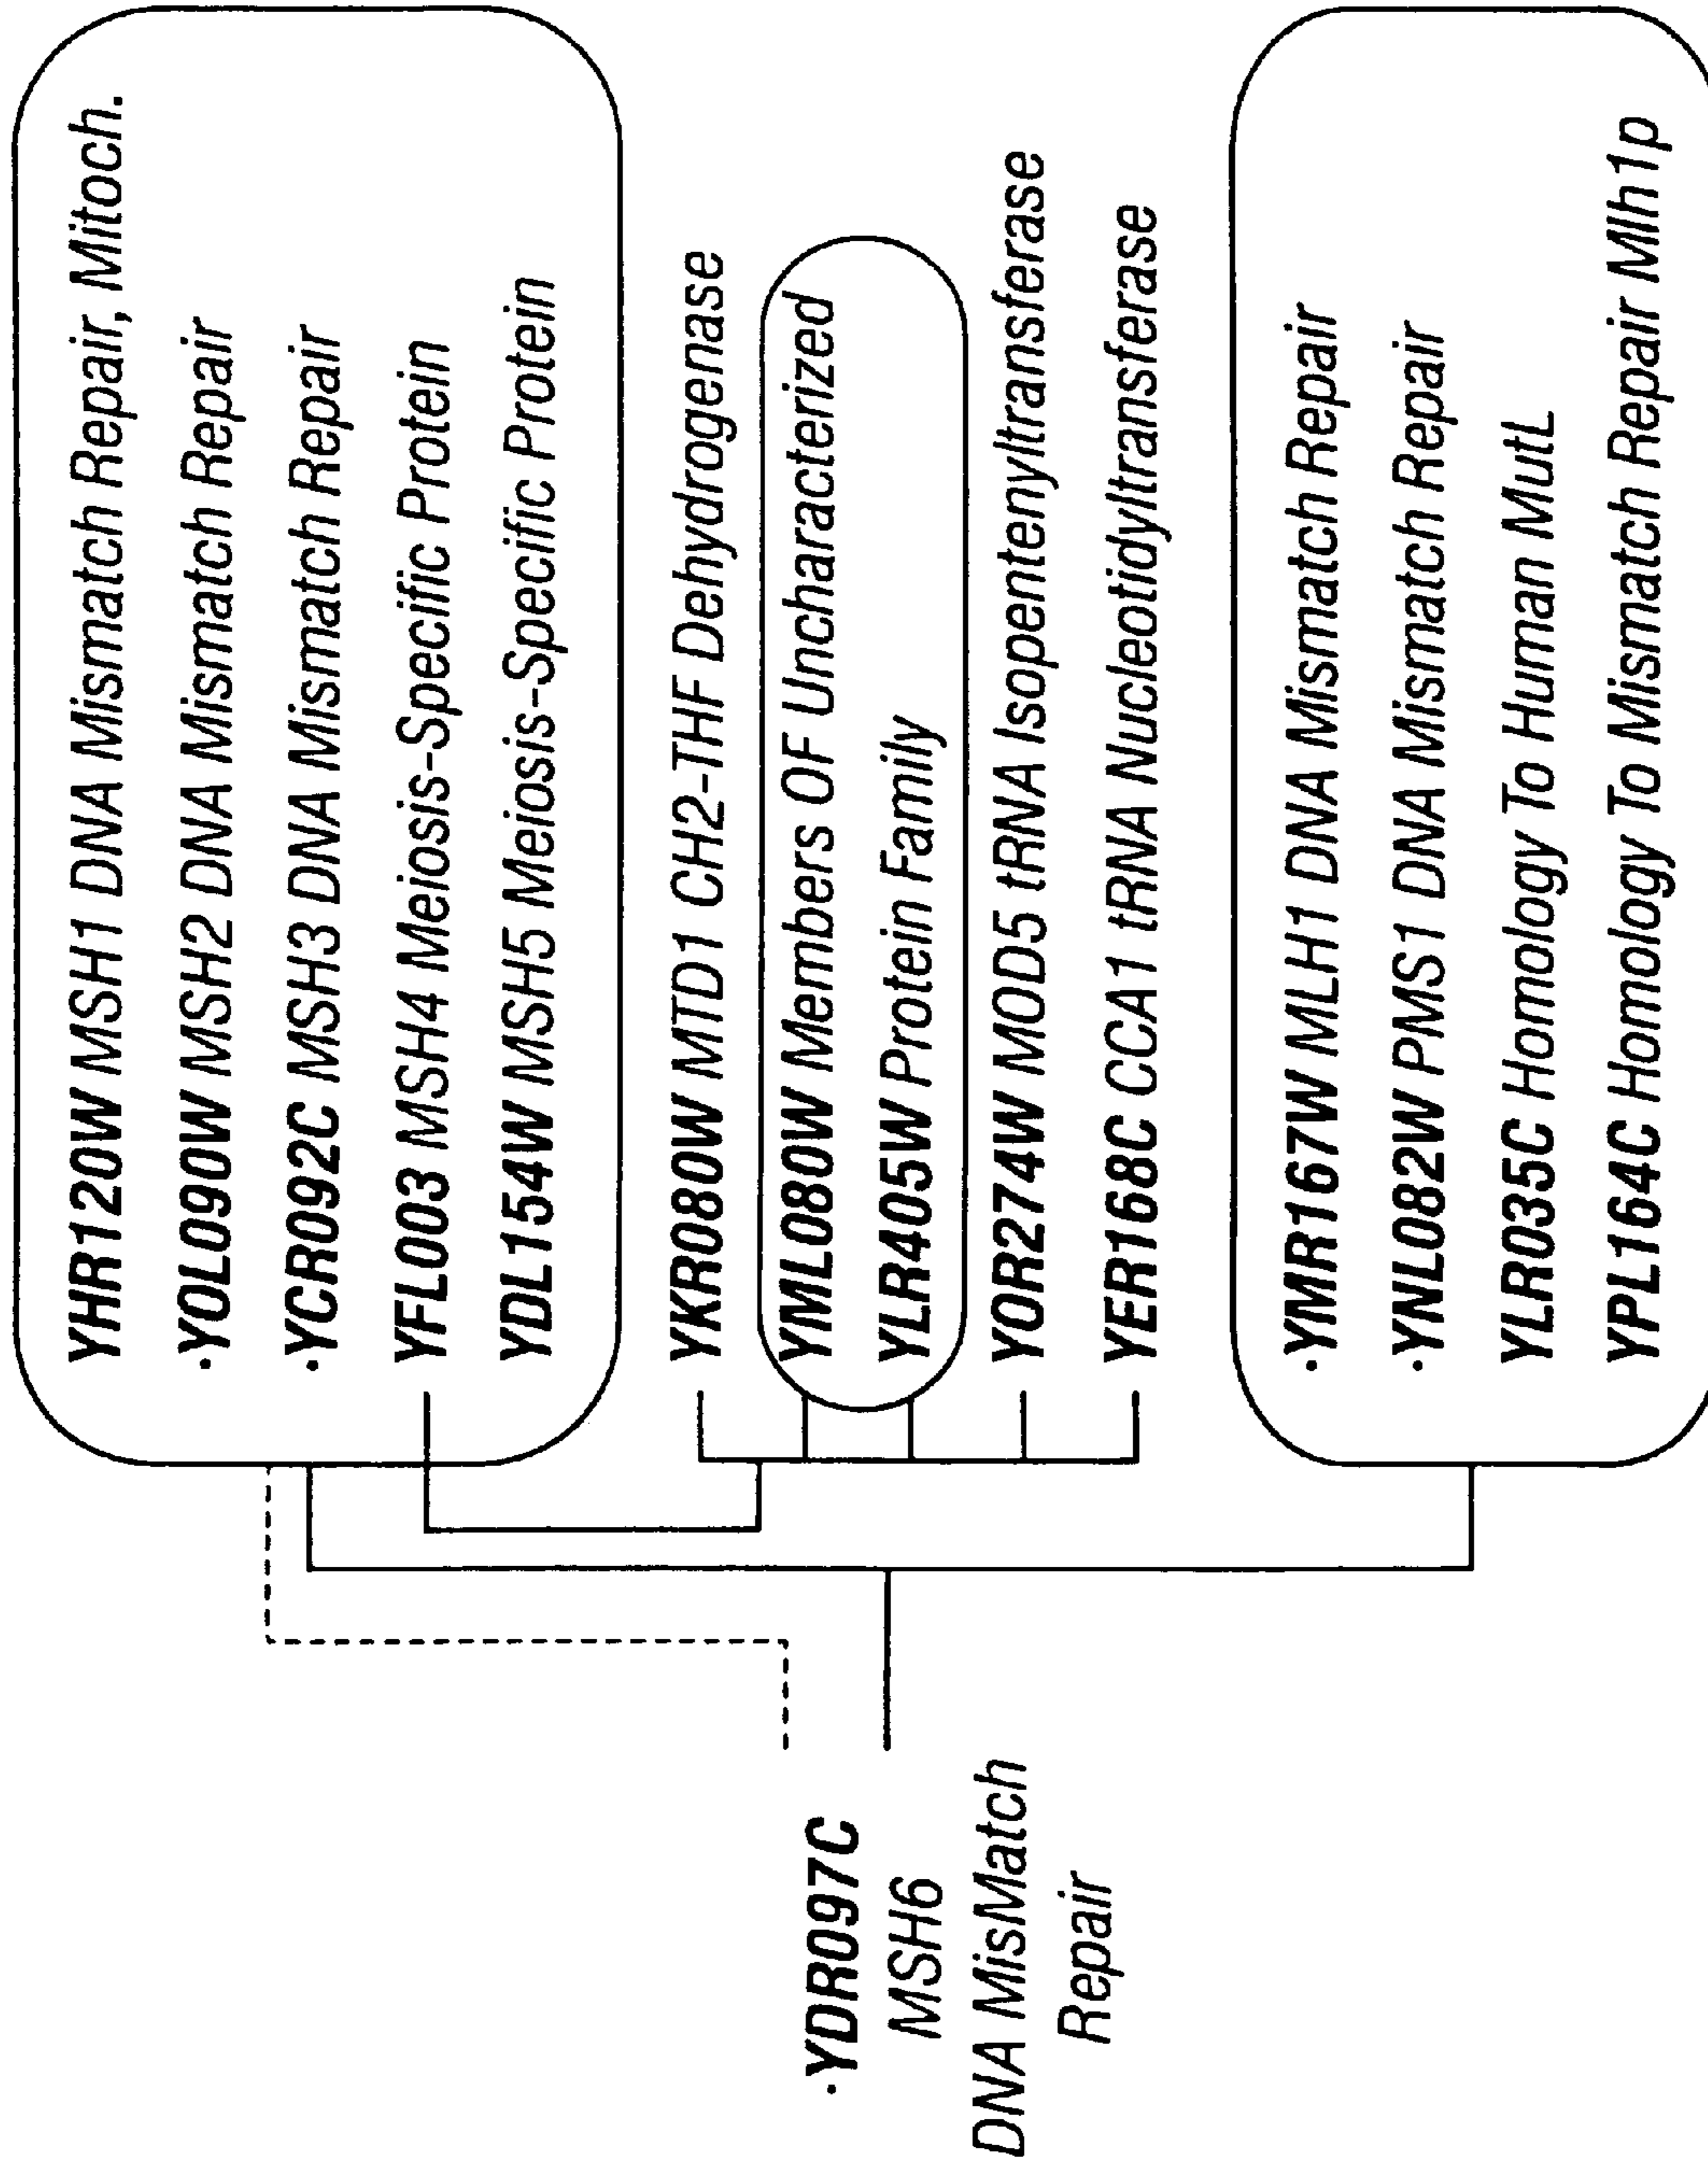 ·YDR097C
MSH6
DNA MisMatch
Repair
YHR120W MSH1 DNA Mismatch Repair, Mitoch.
·YOL090W MSH2 DNA Mismatch Repair
·YCR092C MSH3 DNA Mismatch Repair
YFL003 MSH4 Meiosis-Specific Protein
YDL154W MSH5 Meiosis-Specific Protein
YKR080W MTD1 CH2-THF Dehydrogenase
YML080W Members OF Uncharacterized
YLR405W Protein Family
YOR274W MOD5 tRNA Isopentenyltransferase
YER168C CCA1 tRNA Nucleotidyltransferase
·YMR167W MLH1 DNA Mismatch Repair
·YNL082W PMS1 DNA Mismatch Repair
YLR035C Homology To Human MutL
YPL164C Homology To Mismatch Repair Mlh1p